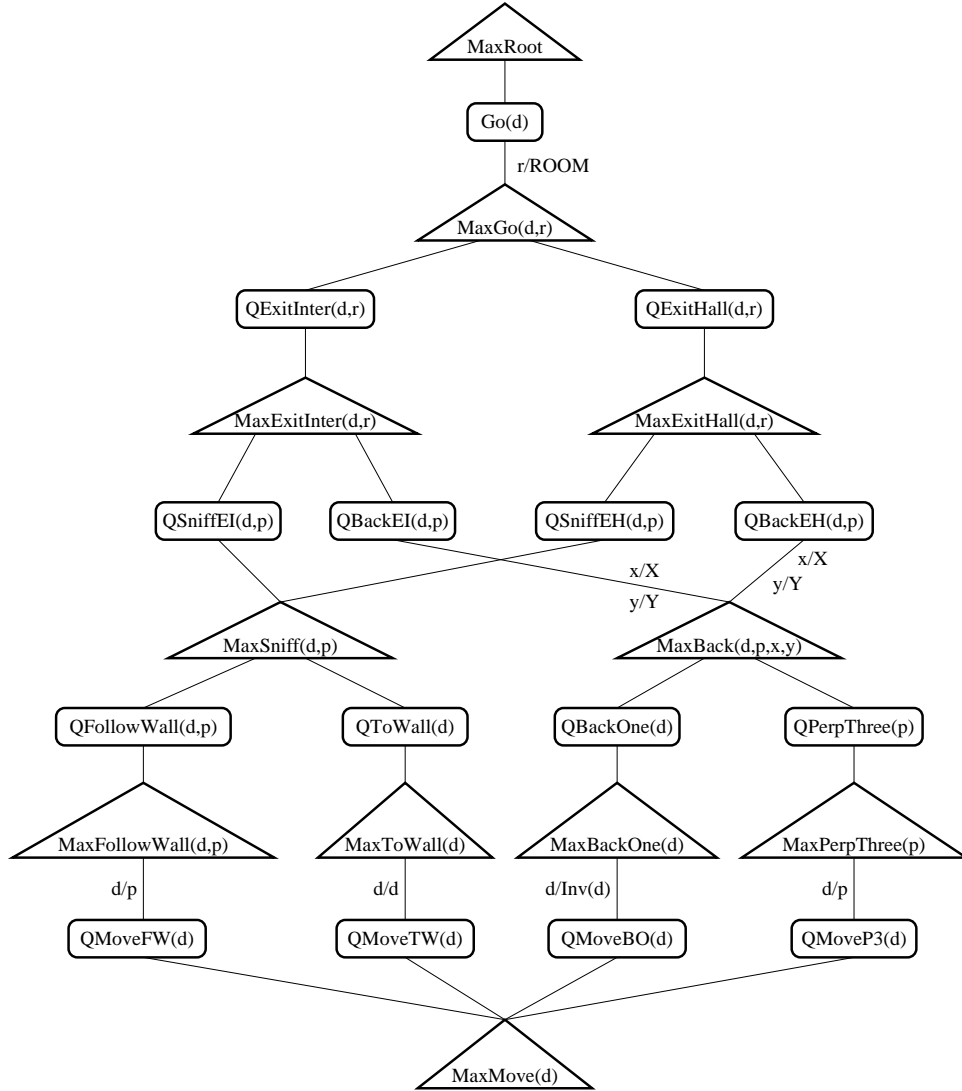 MaxRoot
Go(d)
r/ROOM
MaxGo(d,r)
QExitInter(d,r)
QExitHall(d,r)
MaxExitInter(d,r)
MaxExitHall(d,r)
QSniffEI(d,p)
QBackEI(d,p)
QSniffEH(d,p)
QBackEH(d,p)
x/X
y/Y
x/X
y/Y
MaxSniff(d,p)
MaxBack(d,p,x,y)
QFollowWall(d,p)
QToWall(d)
QBackOne(d)
QPerpThree(p)
MaxFollowWall(d,p)
MaxToWall(d)
MaxBackOne(d)
MaxPerpThree(p)
d/p
d/d
d/Inv(d)
d/p
QMoveFW(d)
QMoveTW(d)
QMoveBO(d)
QMoveP3(d)
MaxMove(d)